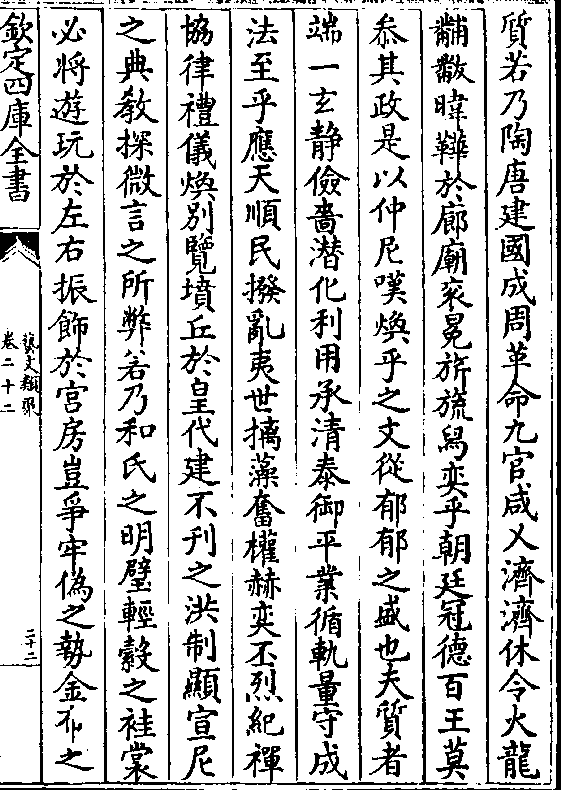 質若乃陶唐建國成周革命九官咸乂濟濟休令火龍
黼黻暐韡於廊廟衮冕旂旒舄奕乎朝廷冠德百王莫
叅其政是以仲尼嘆煥乎之文從郁郁之盛也夫質者
端一玄静儉嗇潜化利用承清泰御平業循軌量守成
法至乎應天順民撥亂夷世摛藻奮權赫奕丕烈紀禪
協律禮儀煥別覽墳丘於皇代建不刋之洪制顯宣尼
之典敎探微言之所弊若乃和氏之明璧輕縠之袿裳
必將遊玩於左右振飾於宫房豈爭牢偽之勢金布之
欽定四庫全書
藝文類聚
卷二十二
二十二